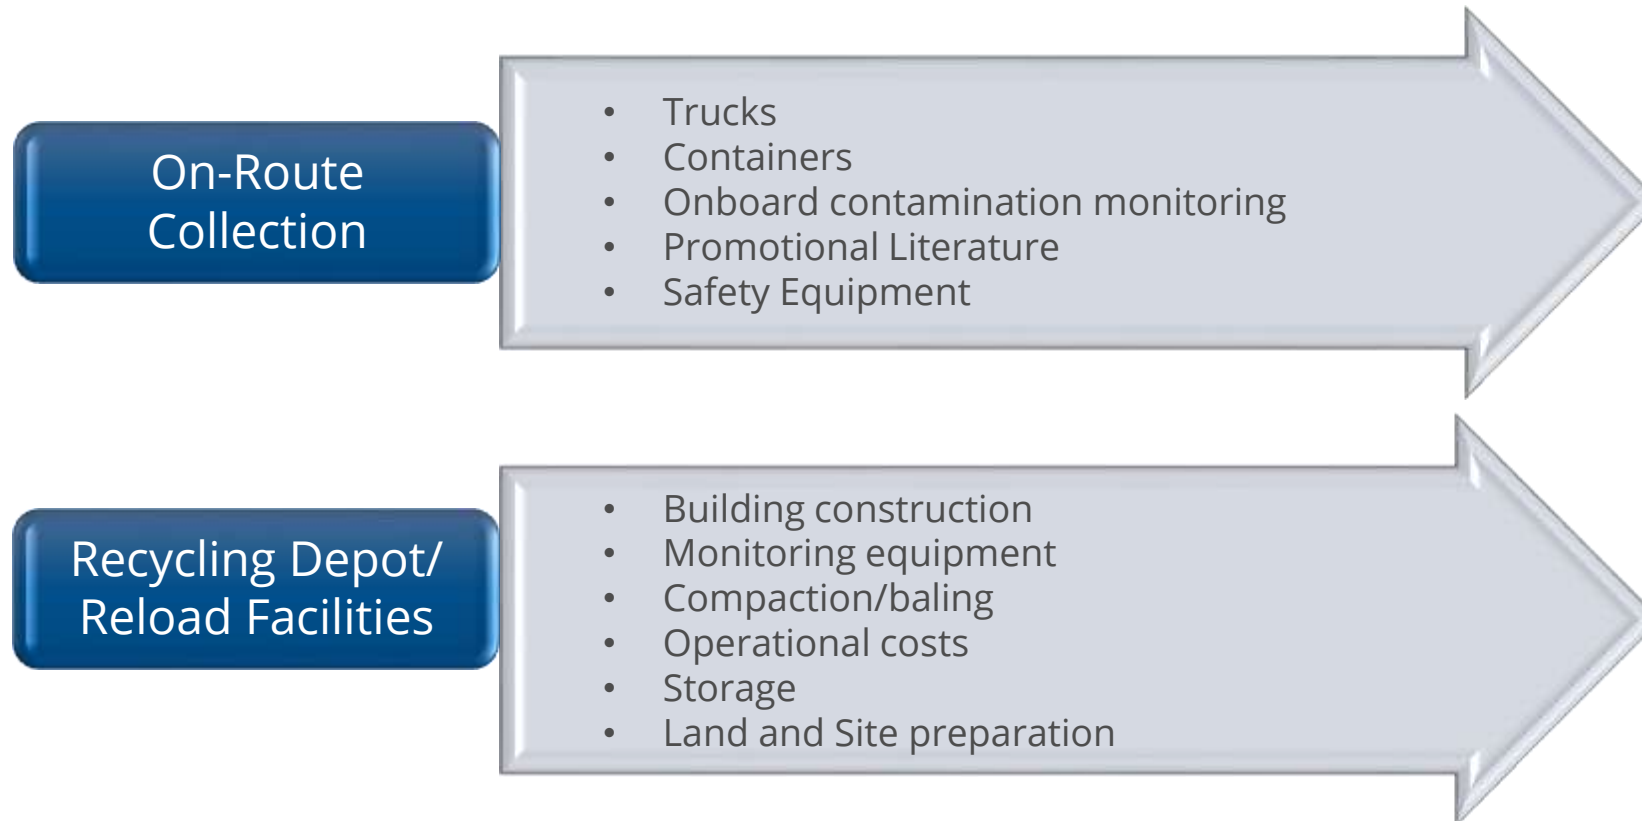 On-Route
Collection
• Trucks
• Containers
• Onboard contamination monitoring
• Promotional Literature
• Safety Equipment
Recycling Depot/
Reload Facilities
• Building construction
• Monitoring equipment
• Compaction/baling
• Operational costs
• Storage
• Land and Site preparation